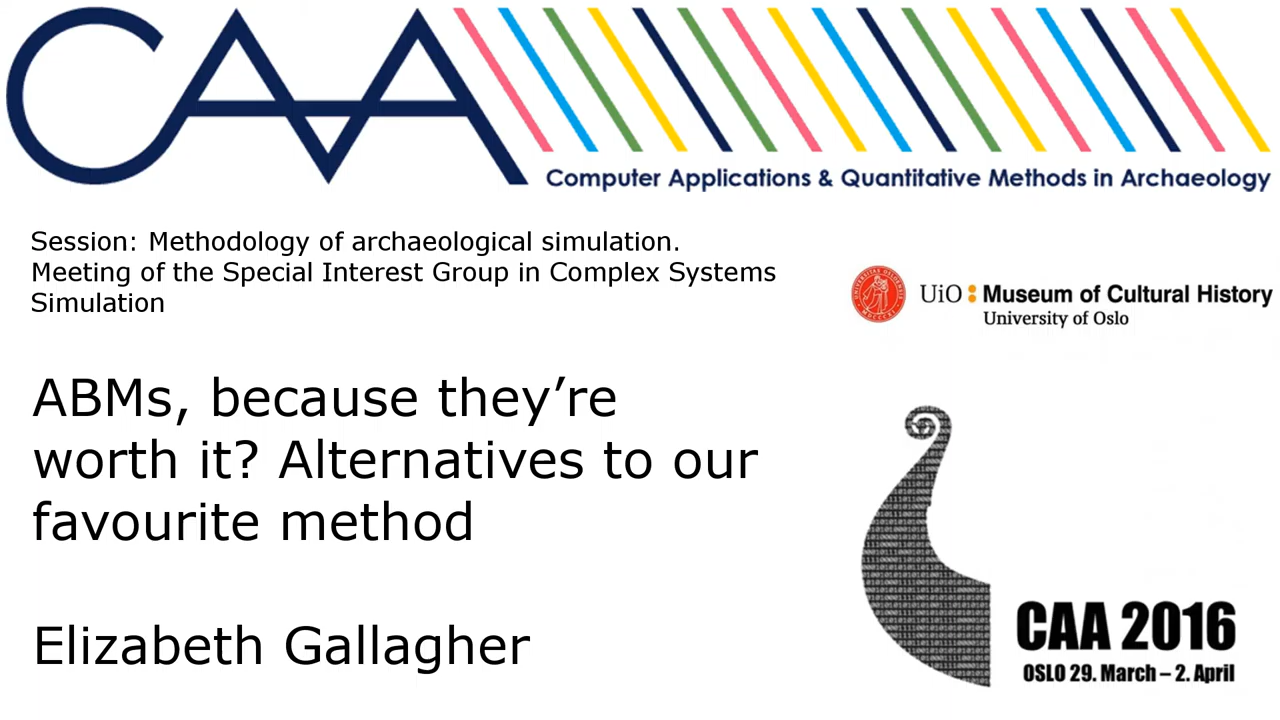 CAA
Computer Applications & Quantitative Methods in Archaeology
Session: Methodology of archaeological simulation.
Meeting of the Special Interest Group in Complex Systems
Simulation
UiO : Museum of Cultural History
University of Oslo
ABMs, because they’re
worth it? Alternatives to our
favourite method
Elizabeth Gallagher
CAA 2016
OSLO 29. March – 2. April